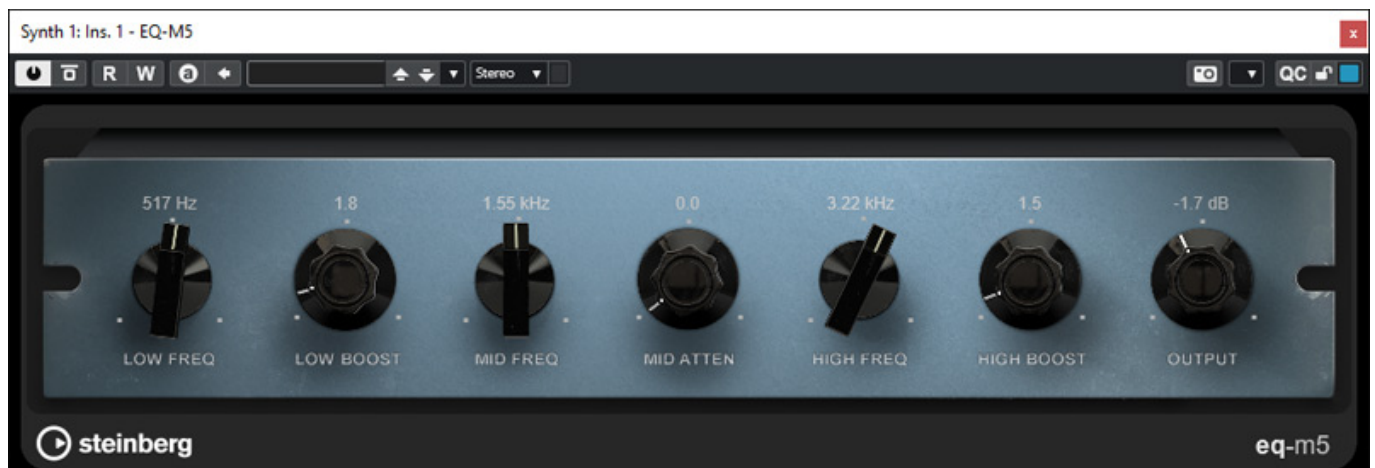 Synth 1: Ins. 1 - EQ-M5
x
R W a Stereo QC
517 Hz 1.8 1.55 kHz 0.0 3.22 kHz 1.5 -1.7 dB
LOW FREQ LOW BOOST MID FREQ MID ATTEN HIGH FREQ HIGH BOOST OUTPUT
steinberg eq-m5